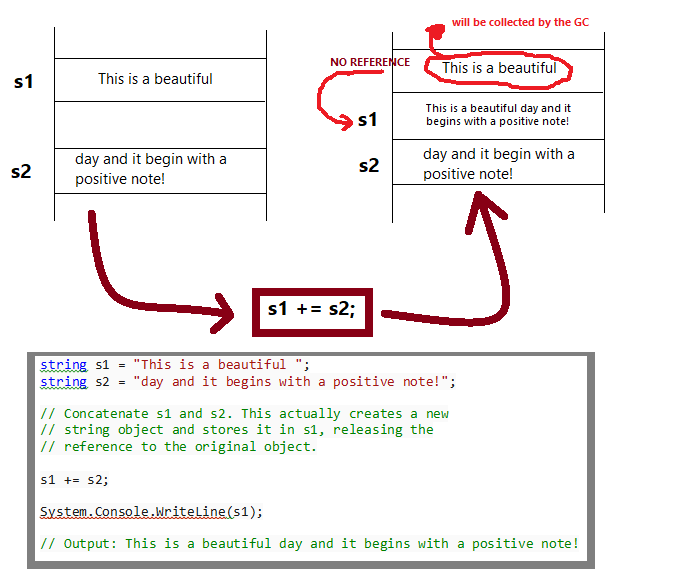 will be collected by the GC
NO REFERENCE
s1
This is a beautiful
This is a beautiful
This is a beautiful day and it
begins with a positive note!
s1
s2
day and it begin with a
positive note!
s2
day and it begin with a
positive note!
s1 += s2;
string s1 = "This is a beautiful ";
string s2 = "day and it begins with a positive note!";
// Concatenate s1 and s2. This actually creates a new
// string object and stores it in s1, releasing the
// reference to the original object.
s1 += s2;
System.Console.WriteLine(s1);
// Output: This is a beautiful day and it begins with a positive note!